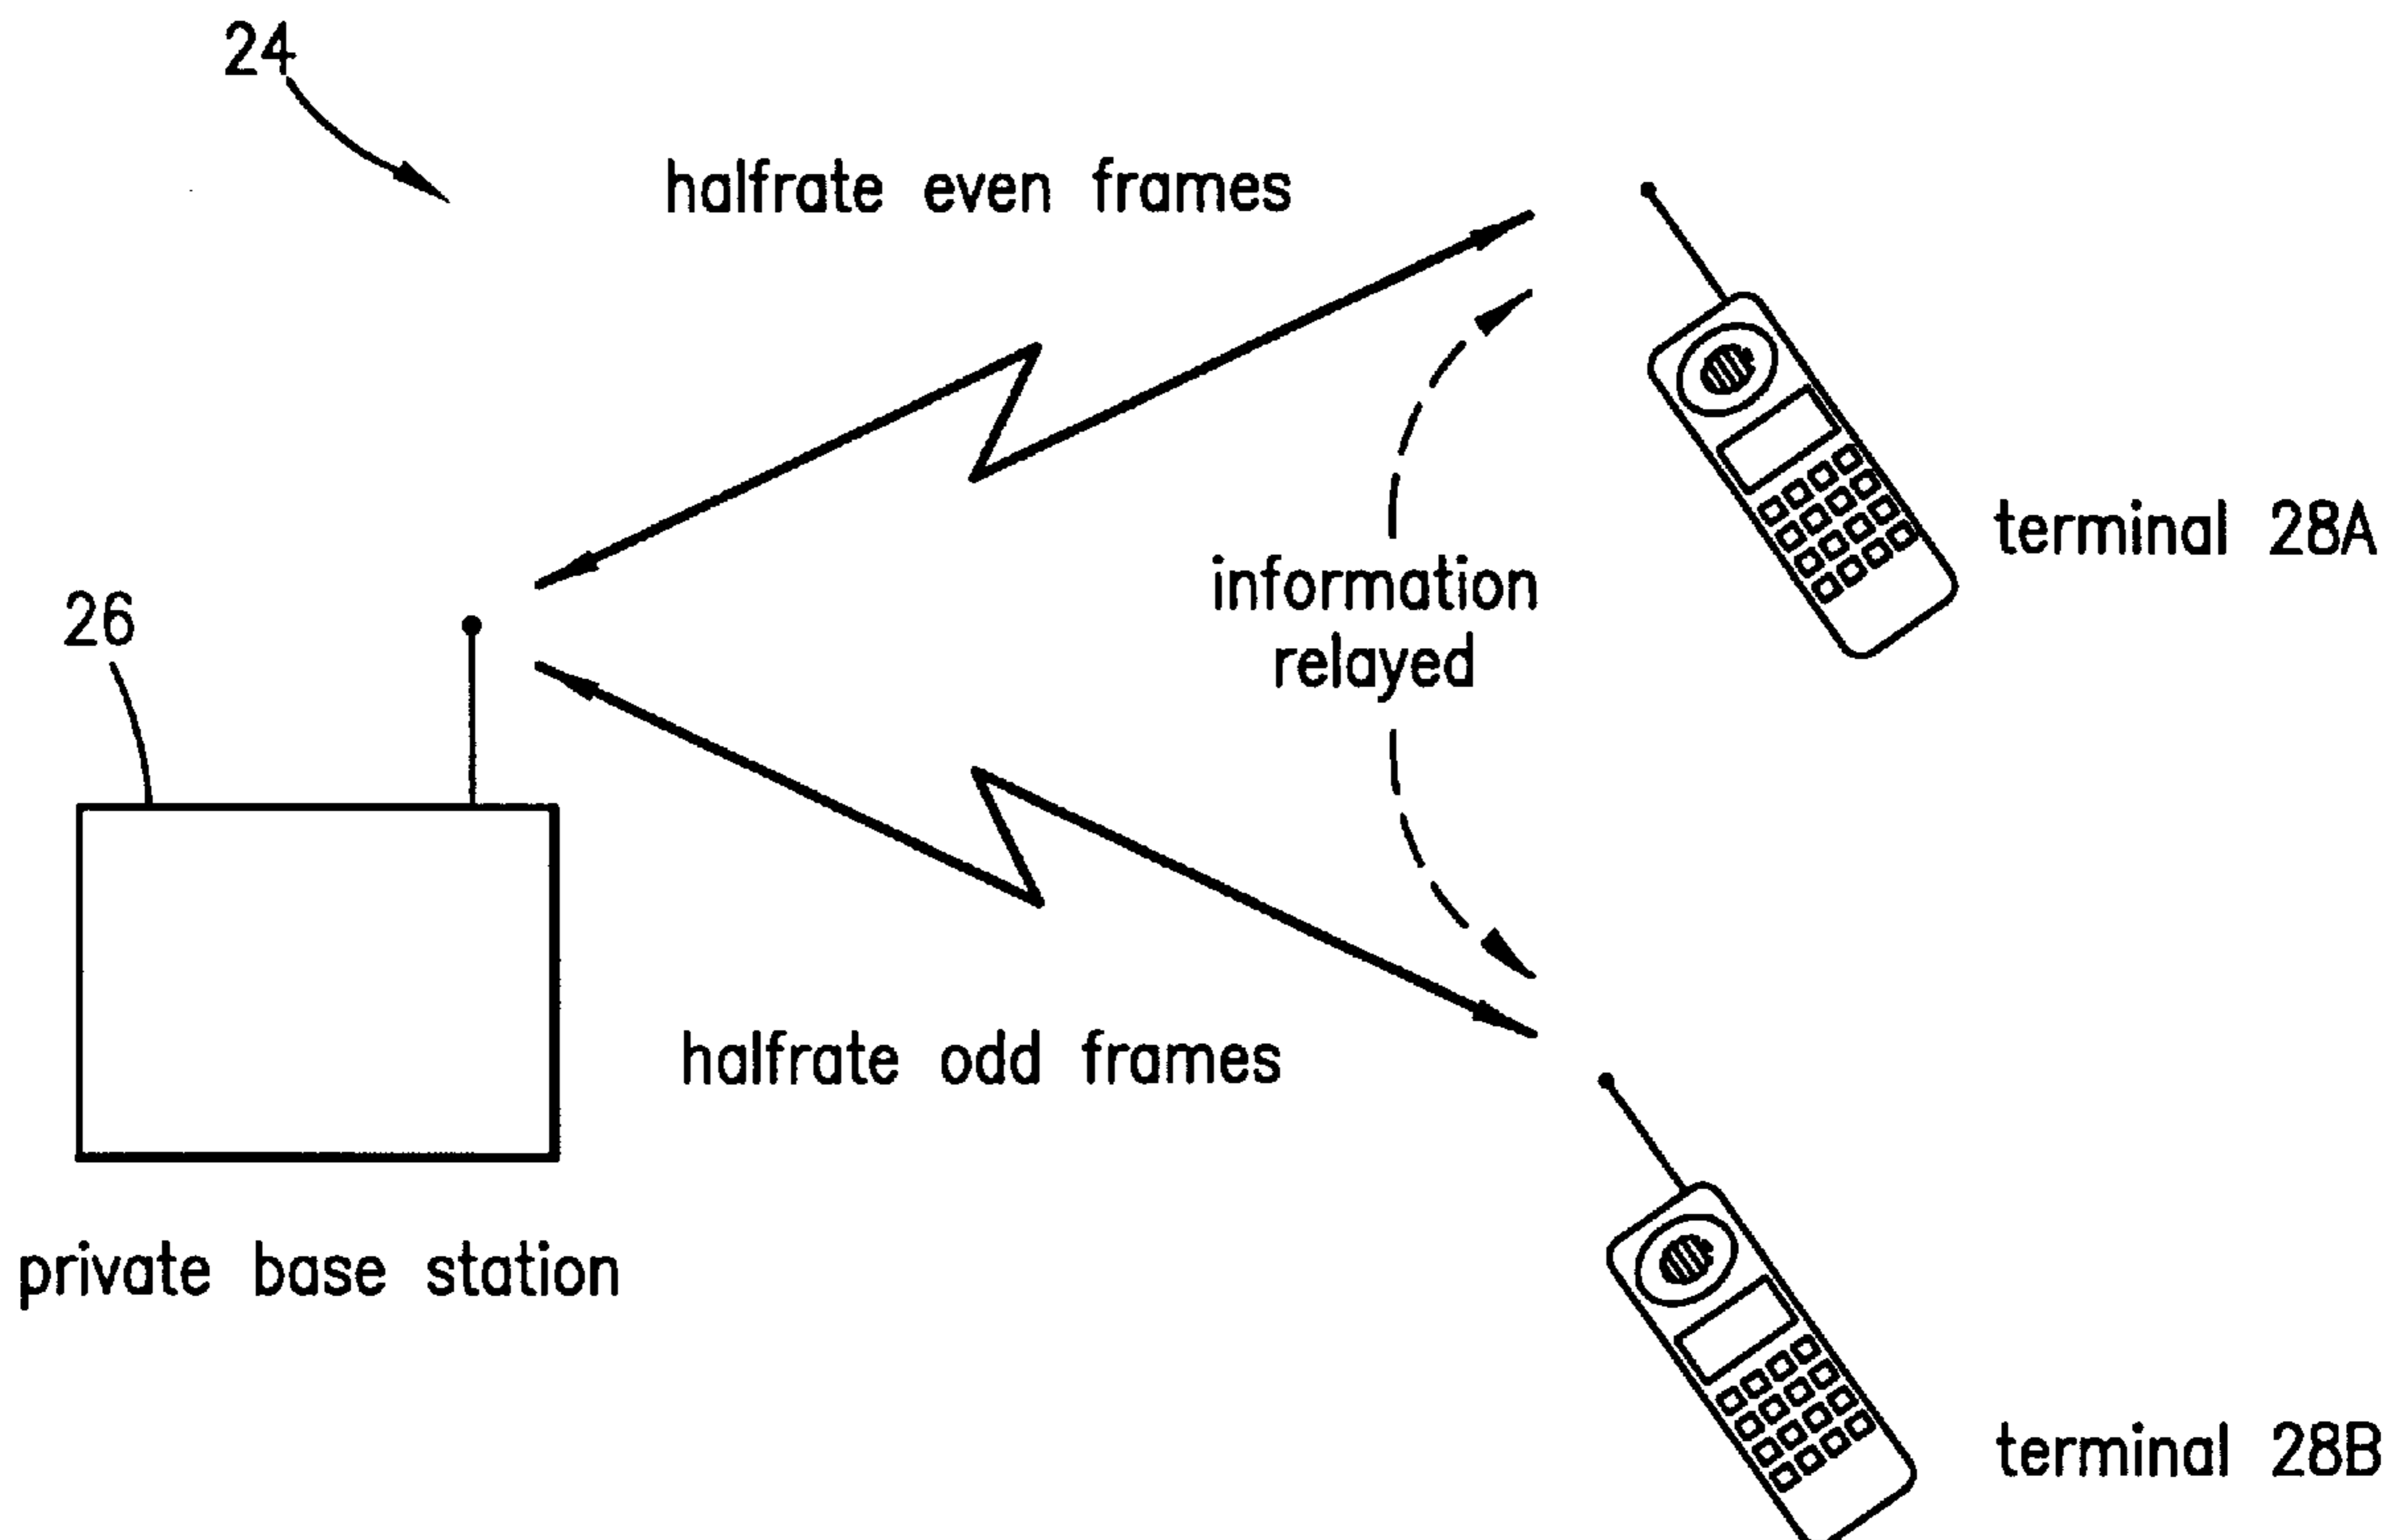 24
halfrate even frames
terminal 28A
information
relayed
26
halfrate odd frames
private base station
terminal 28B